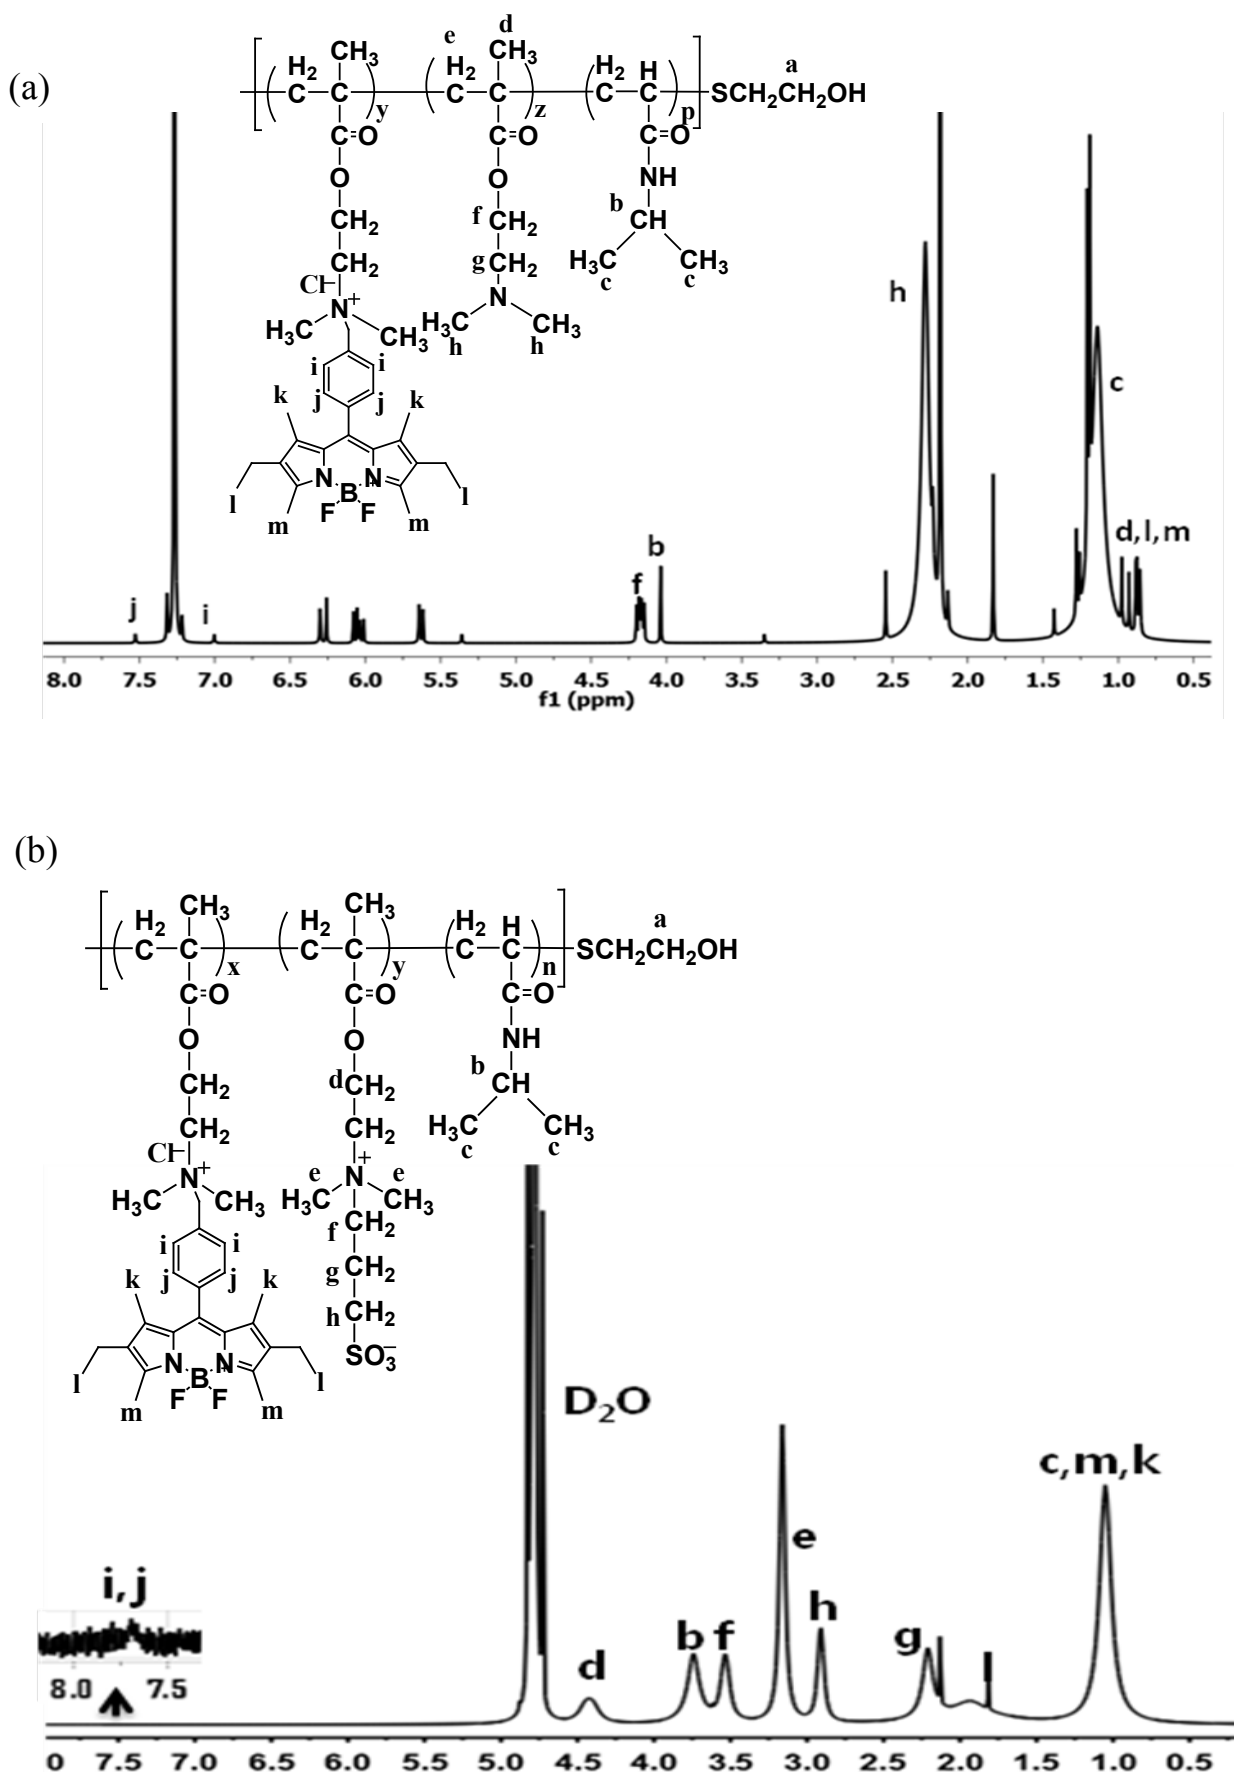 (a)
d
e
CH3
CH3
a
H2
H2
H2
H
C
C
C
C
C
C
SCH2CH2OH
y
z
p
C=O
C=O
C=O
O
O
NH
b
CH2
f
CH2
CH
CH2
g
CH2
H3C
CH3
c
c
Cl−
N+
N
H3C
CH3
H3C
CH3
h
h
i
i
j
j
k
k
N
N+
B
F
F
l
l
m
m
h
c
d,l,m
b
f
j
i
8.0 7.5 7.0 6.5 6.0 5.5 5.0 4.5 4.0 3.5 3.0 2.5 2.0 1.5 1.0 0.5
f1 (ppm)
(b)
CH3
CH3
a
H2
H2
H2
H
C
C
C
C
C
C
SCH2CH2OH
x
y
n
C=O
C=O
C=O
O
O
NH
b
CH2
d
CH2
CH
CH2
CH2
H3C
CH3
c
c
Cl−
N+
e
N+
e
H3C
CH3
H3C
CH3
i
i
f
CH2
j
j
g
CH2
k
k
h
CH2
SO3−
N
N+
B
F
F
l
l
m
m
D2O
c,m,k
e
i,j
h
b
f
g
d
l
8.0 7.5
0 7.5 7.0 6.5 6.0 5.5 5.0 4.5 4.0 3.5 3.0 2.5 2.0 1.5 1.0 0.5